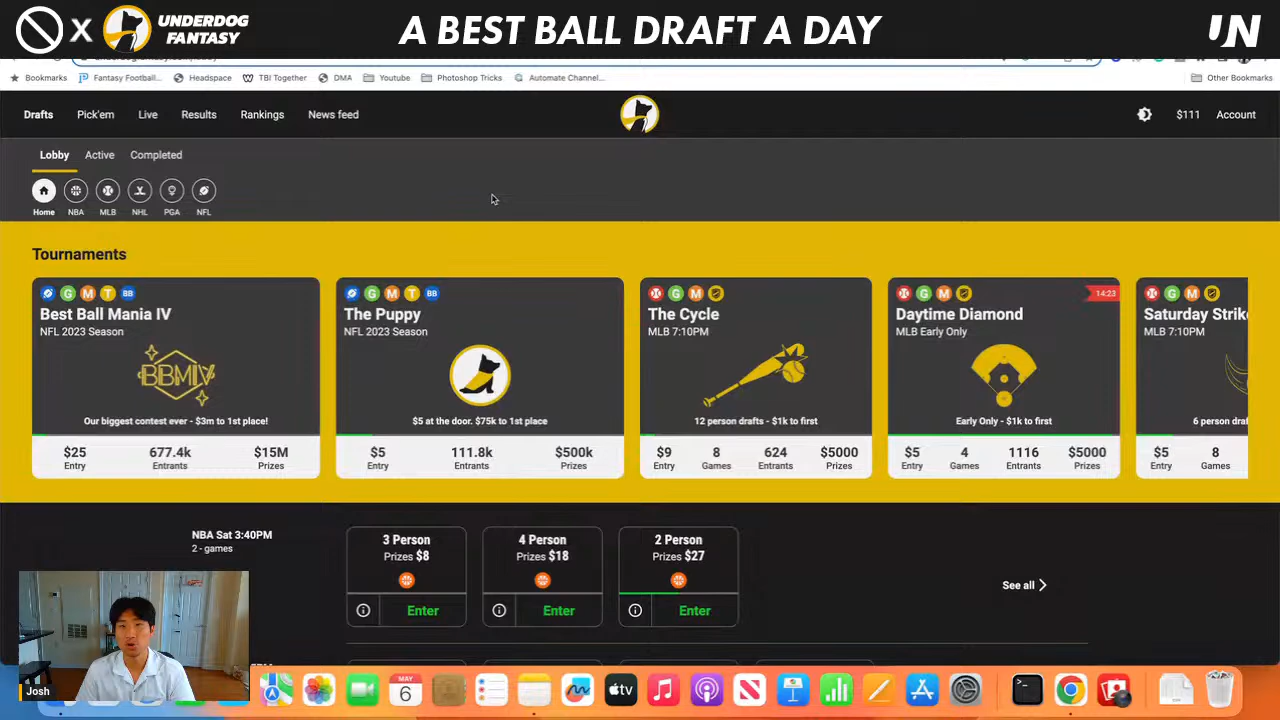 X
UNDERDOG
FANTASY
A BEST BALL DRAFT A DAY
UN
Bookmarks
Fantasy Football...
Headspace
TBI Together
DMA
Youtube
Photoshop Tricks
Automate Channel...
Other Bookmarks
Drafts
Pick'em
Live
Results
Rankings
News feed
$111
Account
Lobby
Active
Completed
Home
NBA
MLB
NHL
PGA
NFL
Tournaments
G M T BB
Best Ball Mania IV
NFL 2023 Season
BBMIV
Our biggest contest ever - $3m to 1st place!
$25
677.4k
$15M
Entry
Entrants
Prizes
G M T BB
The Puppy
NFL 2023 Season
$5 at the door. $75k to 1st place
$5
111.8k
$500k
Entry
Entrants
Prizes
G M
The Cycle
MLB 7:10PM
12 person drafts - $1k to first
$9
8
624
$5000
Entry
Games
Entrants
Prizes
G M
14:23
Daytime Diamond
MLB Early Only
Early Only - $1k to first
$5
4
1116
$5000
Entry
Games
Entrants
Prizes
G M
Saturday Strik
MLB 7:10PM
6 person draf
$5
8
Entry
Games
NBA Sat 3:40PM
2 - games
3 Person
Prizes $8
Enter
4 Person
Prizes $18
Enter
2 Person
Prizes $27
Enter
See all
Josh
MAY
6
tv